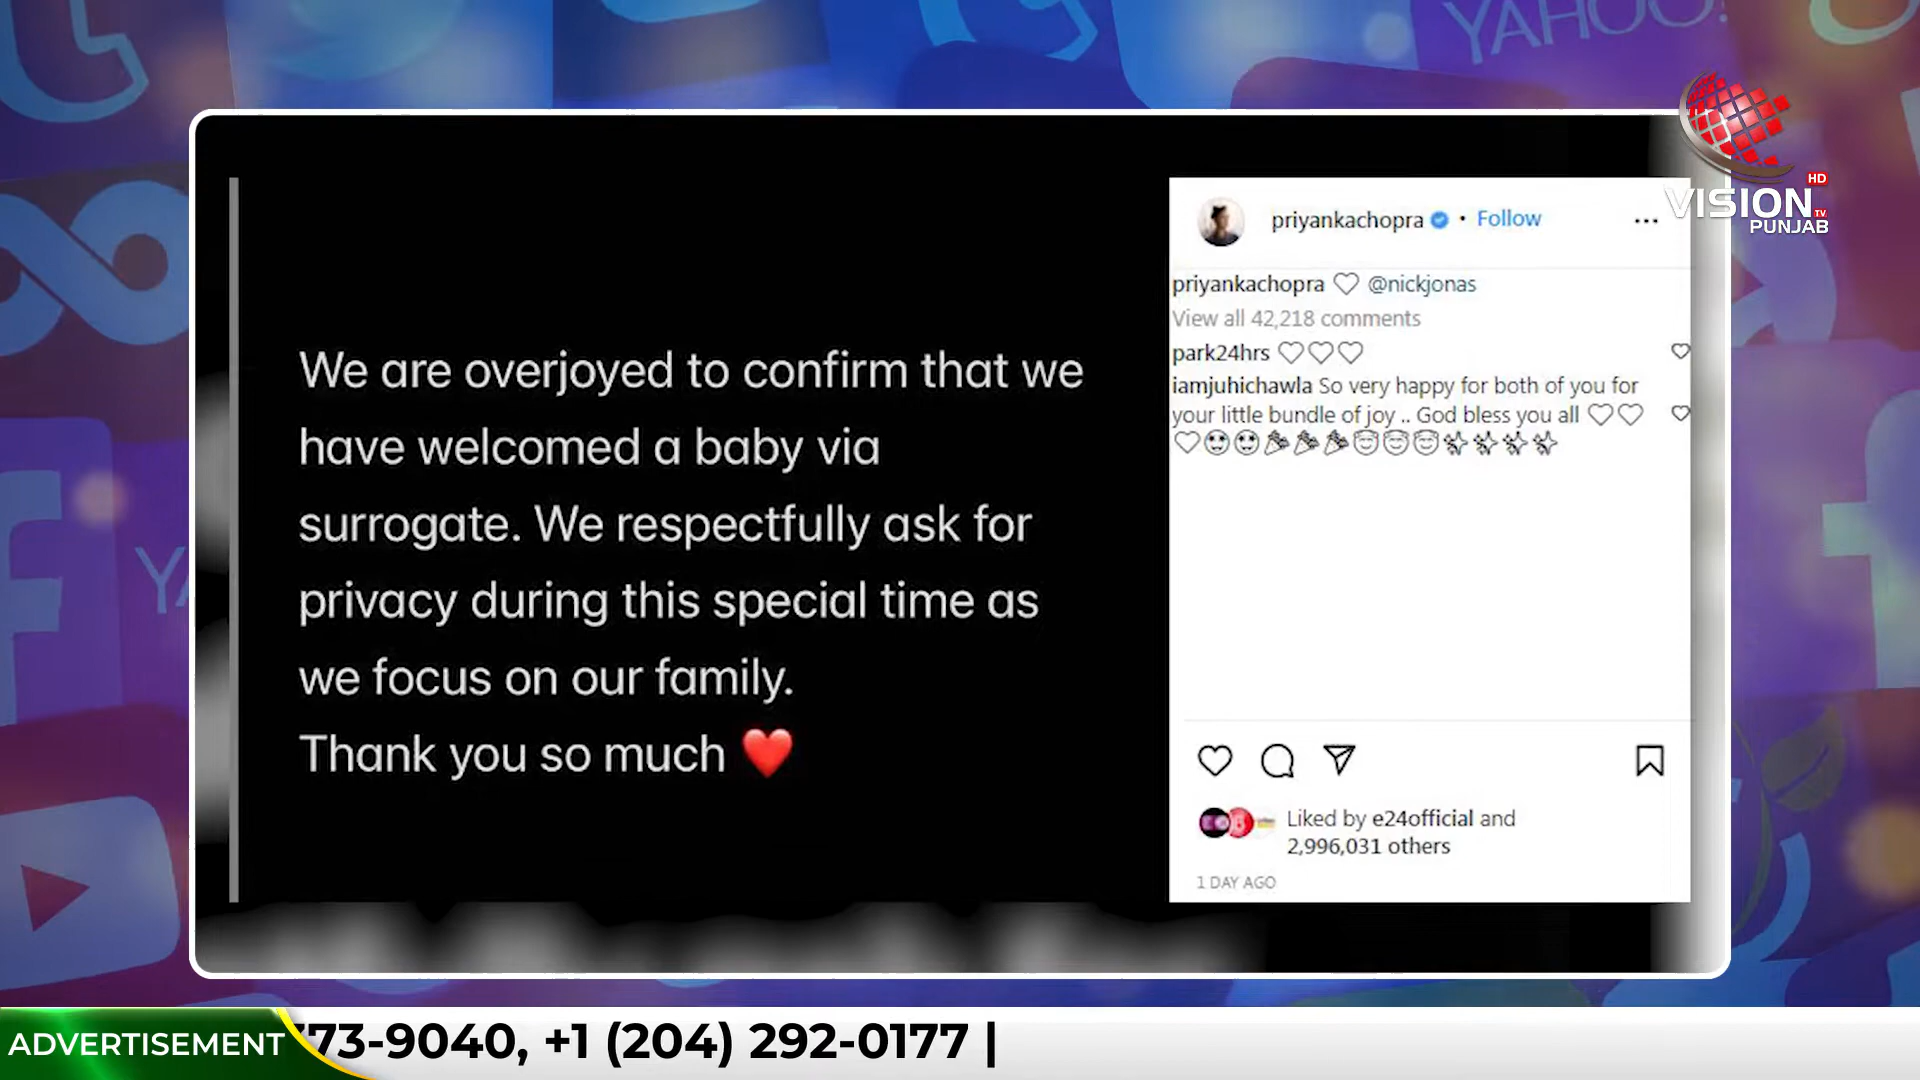 YAHOO!
HD
VISION
TV
PUNJAB
We are overjoyed to confirm that we
have welcomed a baby via
surrogate. We respectfully ask for
privacy during this special time as
we focus on our family.
Thank you so much ❤️
priyankachopra • Follow
priyankachopra ♡ @nickjonas
View all 42,218 comments
park24hrs ♡♡♡
iamjuhichawla So very happy for both of you for
your little bundle of joy .. God bless you all ♡♡
Liked by e24official and
2,996,031 others
1 DAY AGO
ADVERTISEMENT
73-9040, +1 (204) 292-0177 |